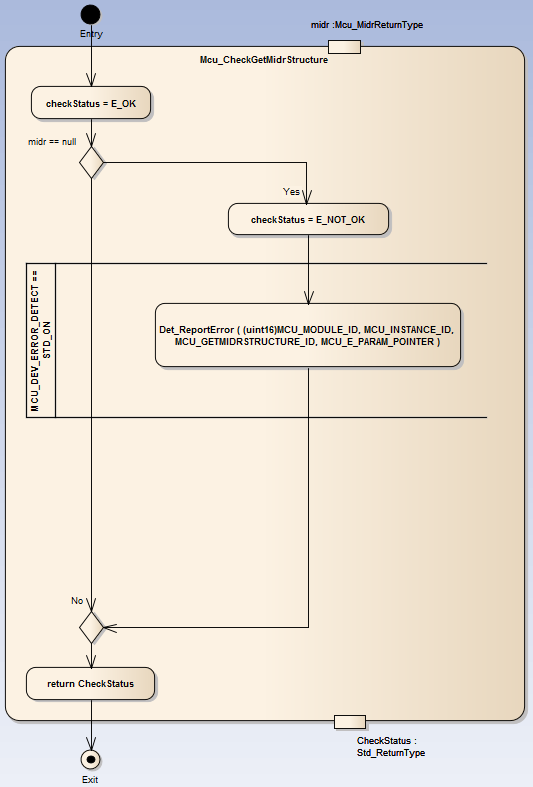 midr :Mcu_MidrReturnType
Entry
Mcu_CheckGetMidrStructure
checkStatus = E_OK
midr == null
Yes
checkStatus = E_NOT_OK
MCU_DEV_ERROR_DETECT ==
STD_ON
Det_ReportError ( (uint16)MCU_MODULE_ID, MCU_INSTANCE_ID,
MCU_GETMIDRSTRUCTURE_ID, MCU_E_PARAM_POINTER )
No
return CheckStatus
CheckStatus :
Std_ReturnType
Exit